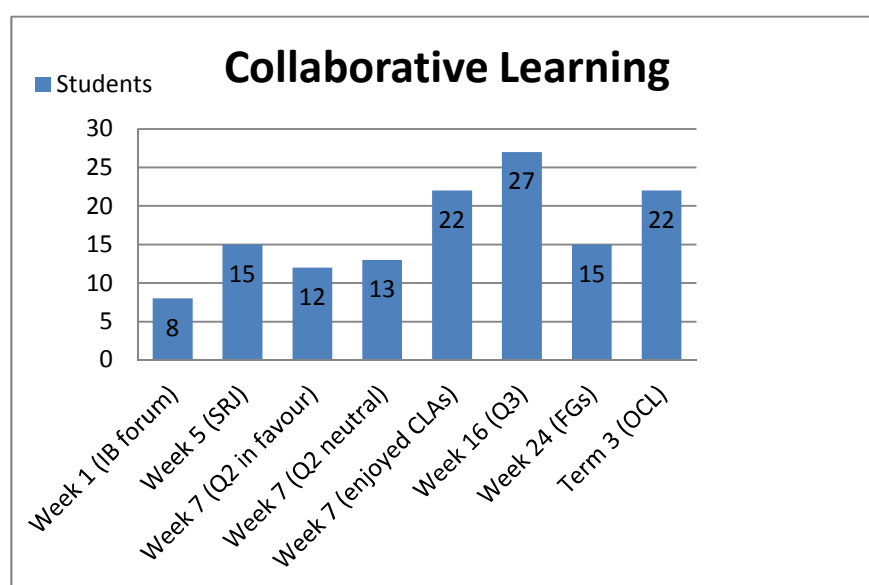 Collaborative Learning
Students
30
25
20
15
10
5
0
8
15
12
13
22
27
15
22
Week 1 (IB forum)
Week 5 (SRJ)
Week 7 (Q2 in favour)
Week 7 (Q2 neutral)
Week 7 (enjoyed CLAs)
Week 16 (Q3)
Week 24 (FGs)
Term 3 (OCL)